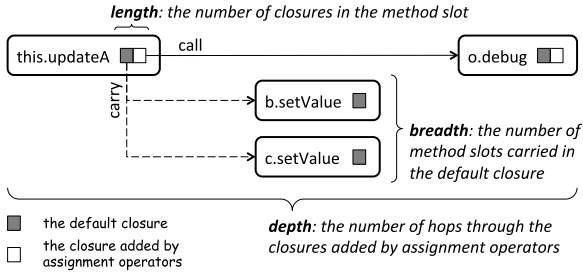 length: the number of closures in the method slot
this.updateA
call
o.debug
carry
b.setValue
c.setValue
breadth: the number of
method slots carried in
the default closure
depth: the number of hops through the
closures added by assignment operators
the default closure
the closure added by
assignment operators